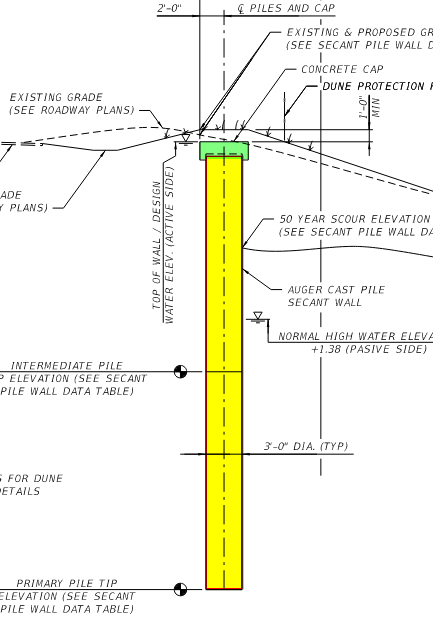 2'-0"
℄ PILES AND CAP
EXISTING & PROPOSED GR
(SEE SECANT PILE WALL D
CONCRETE CAP
DUNE PROTECTION
1'-0"
MIN
EXISTING GRADE
(SEE ROADWAY PLANS)
ADE
Y PLANS)
TOP OF WALL / DESIGN
WATER ELEV. (ACTIVE SIDE)
50 YEAR SCOUR ELEVATION
(SEE SECANT PILE WALL DA
AUGER CAST PILE
SECANT WALL
NORMAL HIGH WATER ELEVA
+1.38 (PASIVE SIDE)
INTERMEDIATE PILE
P ELEVATION (SEE SECANT
PILE WALL DATA TABLE)
3'-0" DIA. (TYP)
S FOR DUNE
DETAILS
PRIMARY PILE TIP
ELEVATION (SEE SECANT
PILE WALL DATA TABLE)